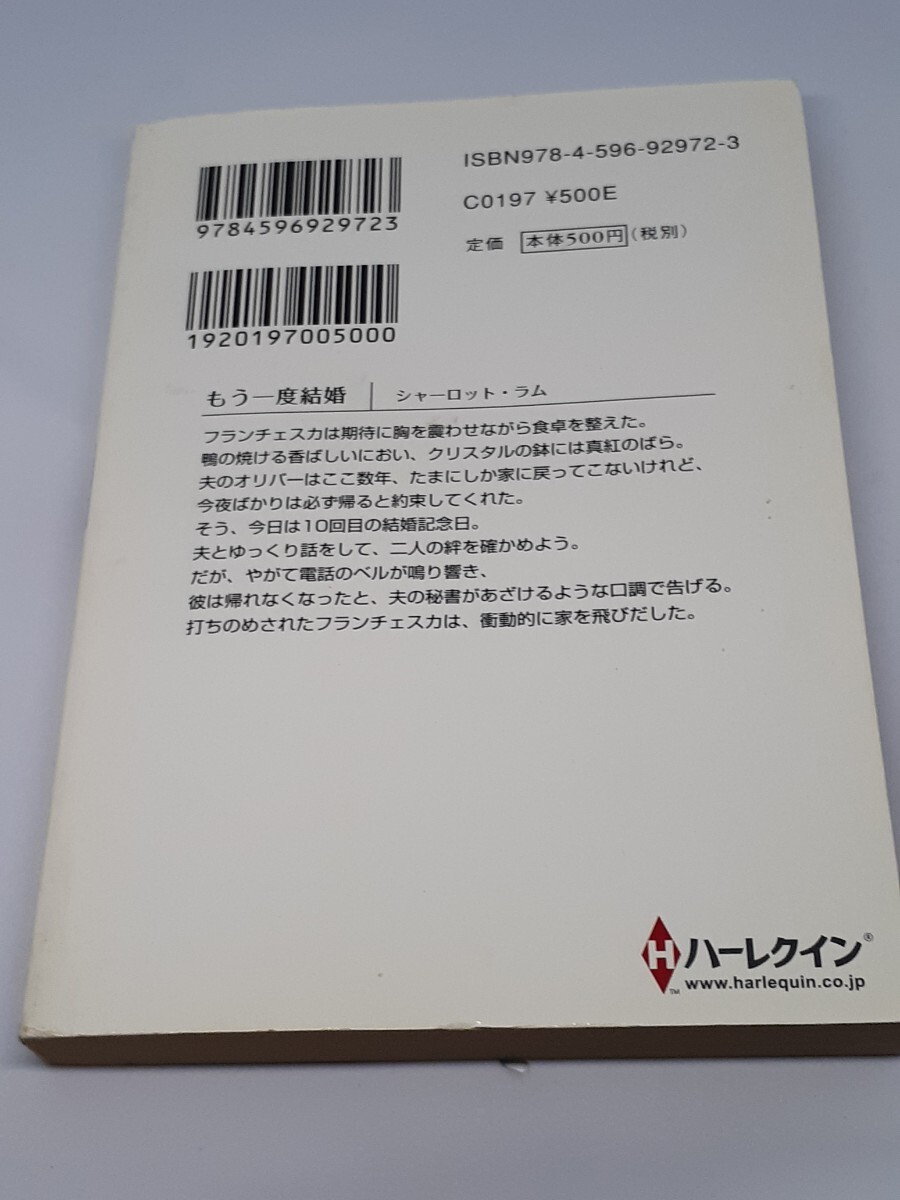 ISBN978-4-596-92972-3
9784596929723
C0197 ¥500E
定価 本体500円(税別)
1920197005000
もう一度結婚 シャーロット・ラム
フランチェスカは期待に胸を震わせながら食卓を整えた。
鴨の焼ける香ばしいにおい、クリスタルの鉢には真紅のばら。
夫のオリバーはここ数年、たまにしか家に戻ってこないけれど、
今夜ばかりは必ず帰ると約束してくれた。
そう、今日は10回目の結婚記念日。
夫とゆっくり話をして、二人の絆を確かめよう。
だが、やがて電話のベルが鳴り響き、
彼は帰れなくなったと、夫の秘書があざけるような口調で告げる。
打ちのめされたフランチェスカは、衝動的に家を飛びだした。
H ハーレクイン®
™ www.harlequin.co.jp